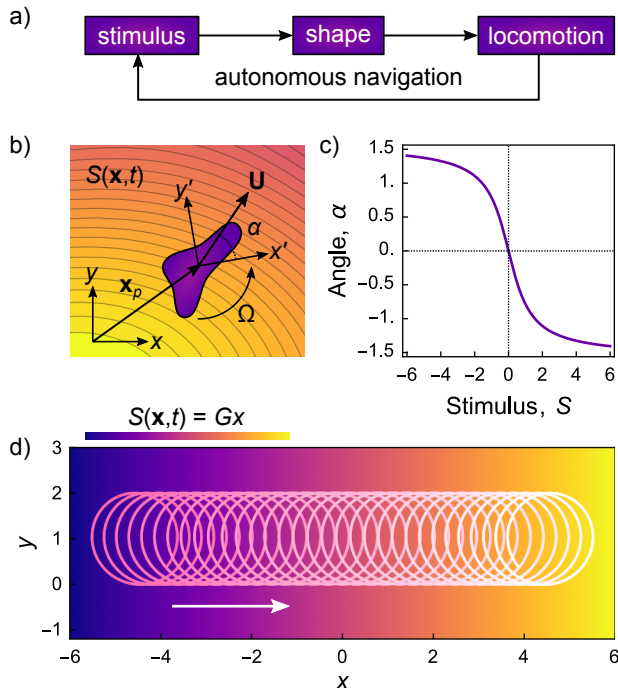 a)
stimulus shape locomotion
autonomous navigation
b)
S(x,t)
y′
U
α
x′
y
x_p
Ω
x
c)
1.5
1
0.5
0
−0.5
−1
−1.5
Angle, α
−6 −4 −2 0 2 4 6
Stimulus, S
S(x,t) = Gx
d)
3
2
1
0
−1
y
−6 −4 −2 0 2 4 6
x